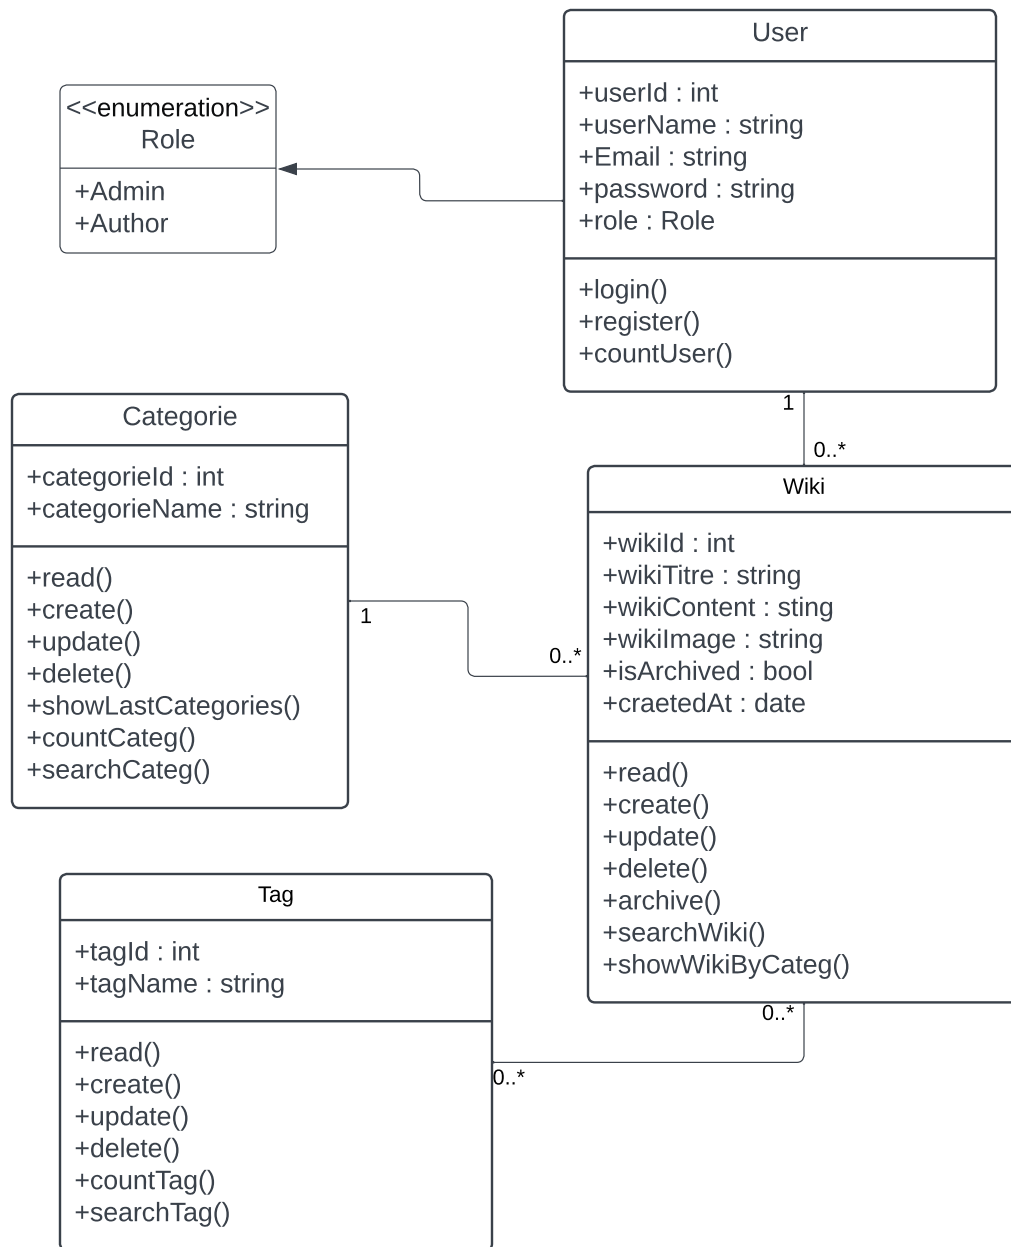 User
+userId : int
+userName : string
+Email : string
+password : string
+role : Role
+login()
+register()
+countUser()
<<enumeration>>
Role
+Admin
+Author
1
0..*
Categorie
+categorieId : int
+categorieName : string
+read()
+create()
+update()
+delete()
+showLastCategories()
+countCateg()
+searchCateg()
1
0..*
Wiki
+wikiId : int
+wikiTitre : string
+wikiContent : sting
+wikiImage : string
+isArchived : bool
+craetedAt : date
+read()
+create()
+update()
+delete()
+archive()
+searchWiki()
+showWikiByCateg()
0..*
0..*
Tag
+tagId : int
+tagName : string
+read()
+create()
+update()
+delete()
+countTag()
+searchTag()